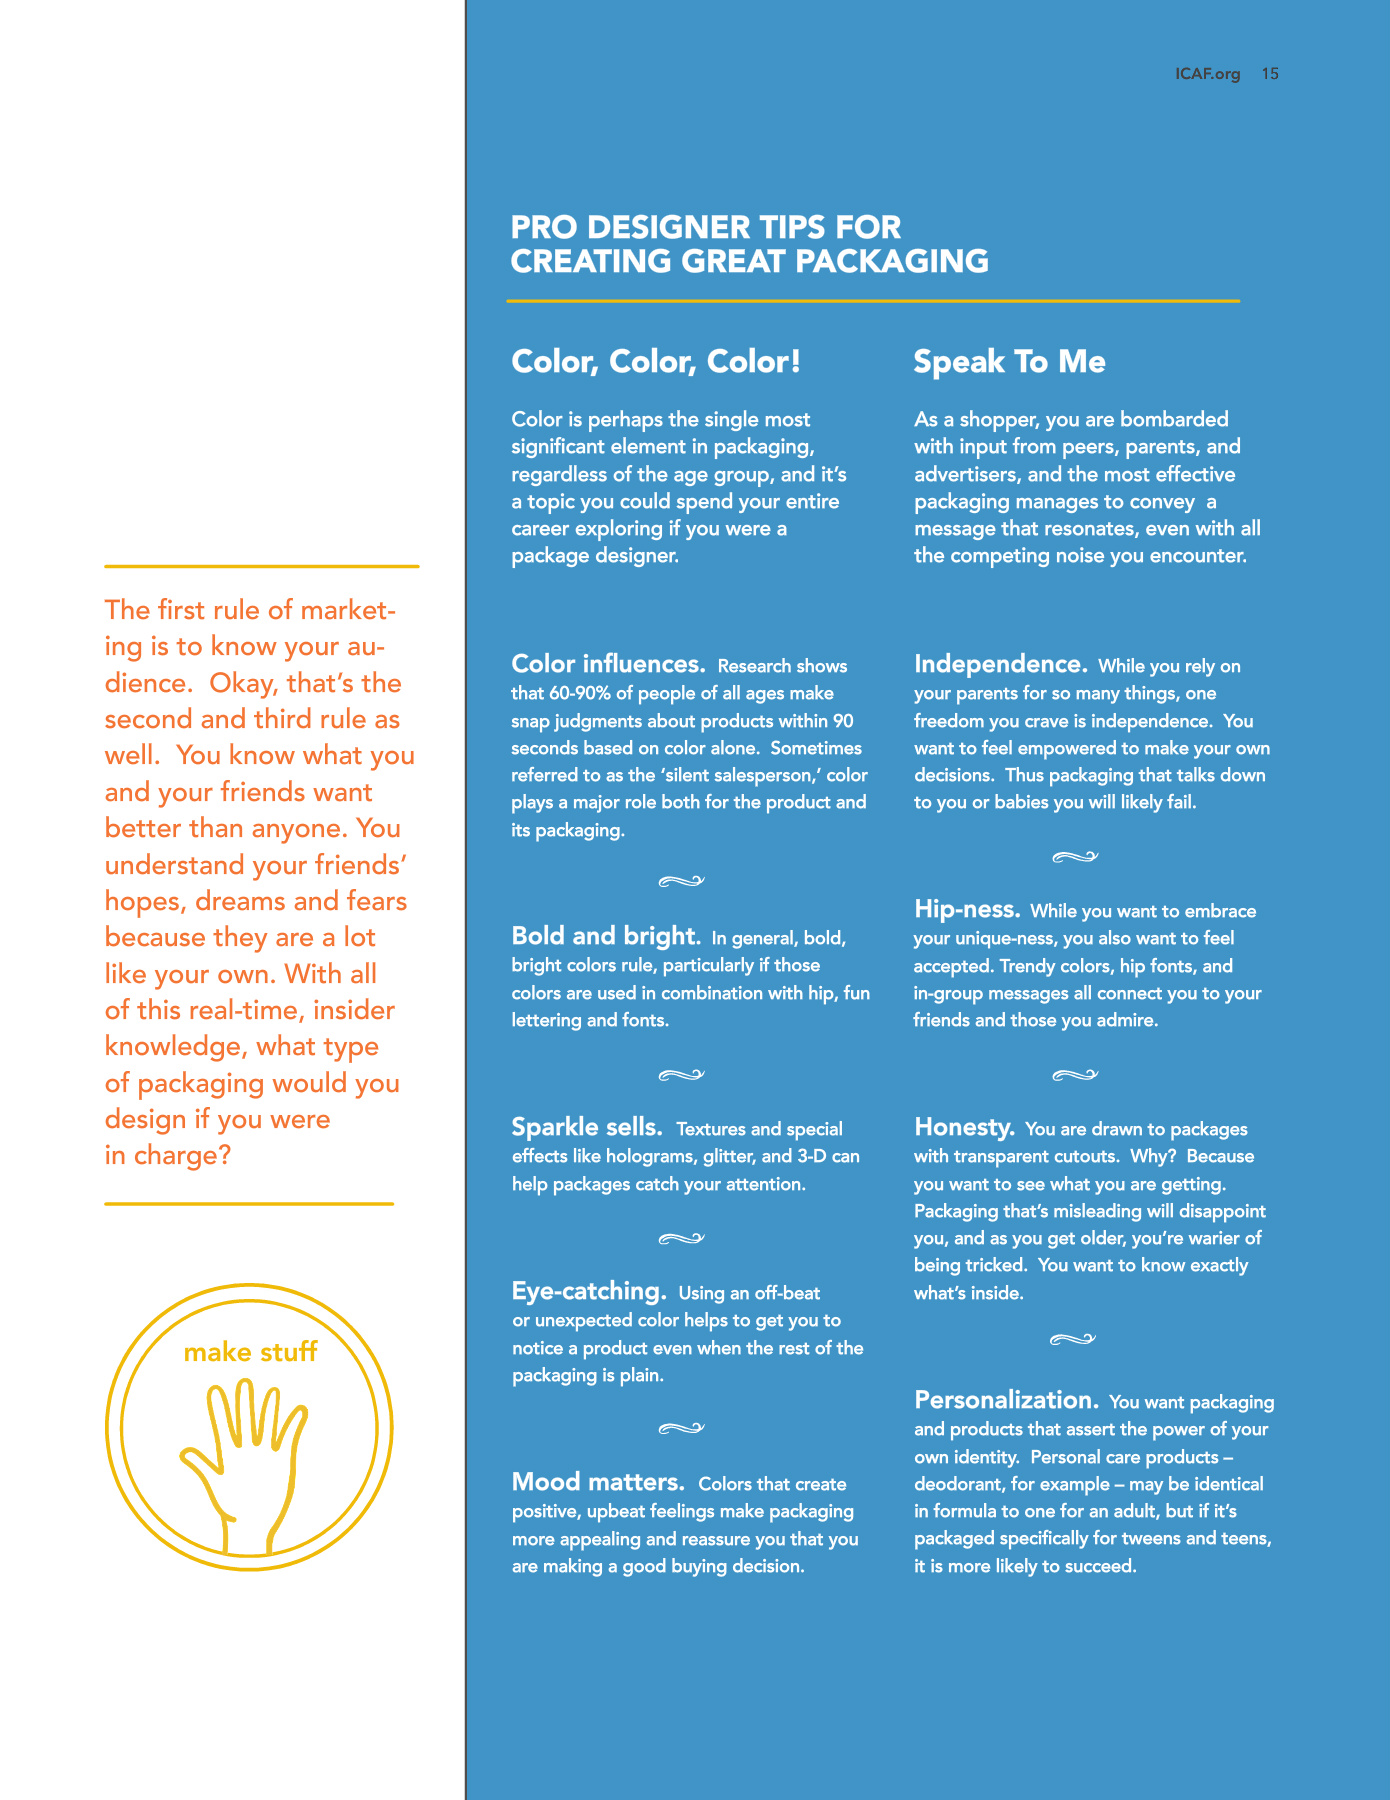 ICAF.org 15
PRO DESIGNER TIPS FOR
CREATING GREAT PACKAGING
The first rule of market-
ing is to know your au-
dience. Okay, that's the
second and third rule as
well. You know what you
and your friends want
better than anyone. You
understand your friends'
hopes, dreams and fears
because they are a lot
like your own. With all
of this real-time, insider
knowledge, what type
of packaging would you
design if you were
in charge?
make stuff
Color, Color, Color!
Color is perhaps the single most
significant element in packaging,
regardless of the age group, and it's
a topic you could spend your entire
career exploring if you were a
package designer.
Color influences. Research shows
that 60-90% of people of all ages make
snap judgments about products within 90
seconds based on color alone. Sometimes
referred to as the 'silent salesperson,' color
plays a major role both for the product and
its packaging.
Bold and bright. In general, bold,
bright colors rule, particularly if those
colors are used in combination with hip, fun
lettering and fonts.
Sparkle sells. Textures and special
effects like holograms, glitter, and 3-D can
help packages catch your attention.
Eye-catching. Using an off-beat
or unexpected color helps to get you to
notice a product even when the rest of the
packaging is plain.
Mood matters. Colors that create
positive, upbeat feelings make packaging
more appealing and reassure you that you
are making a good buying decision.
Speak To Me
As a shopper, you are bombarded
with input from peers, parents, and
advertisers, and the most effective
packaging manages to convey a
message that resonates, even with all
the competing noise you encounter.
Independence. While you rely on
your parents for so many things, one
freedom you crave is independence. You
want to feel empowered to make your own
decisions. Thus packaging that talks down
to you or babies you will likely fail.
Hip-ness. While you want to embrace
your unique-ness, you also want to feel
accepted. Trendy colors, hip fonts, and
in-group messages all connect you to your
friends and those you admire.
Honesty. You are drawn to packages
with transparent cutouts. Why? Because
you want to see what you are getting.
Packaging that's misleading will disappoint
you, and as you get older, you're warier of
being tricked. You want to know exactly
what's inside.
Personalization. You want packaging
and products that assert the power of your
own identity. Personal care products –
deodorant, for example – may be identical
in formula to one for an adult, but if it's
packaged specifically for tweens and teens,
it is more likely to succeed.